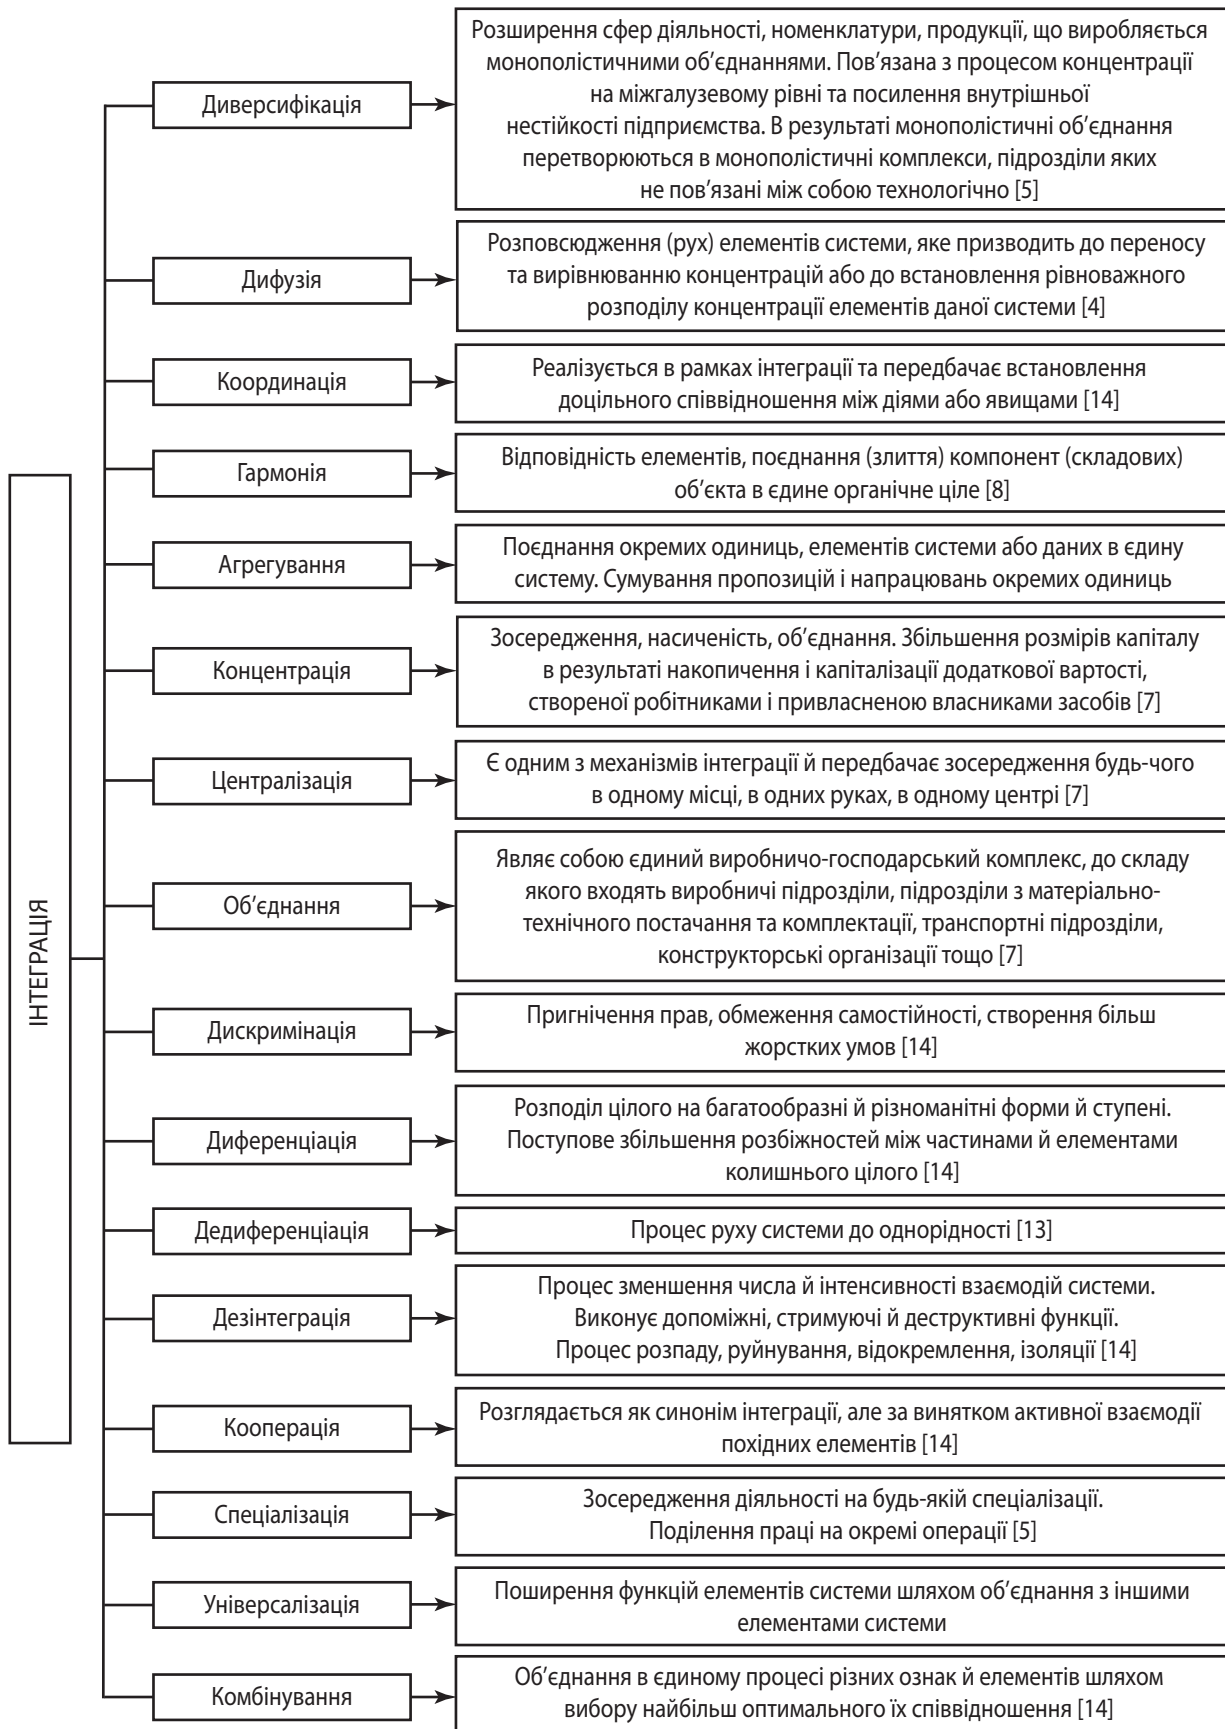 ІНТЕГРАЦІЯ
Диверсифікація
Розширення сфер діяльності, номенклатури, продукції, що виробляється
монополістичними об’єднаннями. Пов’язана з процесом концентрації
на міжгалузевому рівні та посилення внутрішньої
нестійкості підприємства. В результаті монополістичні об’єднання
перетворюються в монополістичні комплекси, підрозділи яких
не пов’язані між собою технологічно [5]
Дифузія
Розповсюдження (рух) елементів системи, яке призводить до переносу
та вирівнюванню концентрацій або до встановлення рівноважного
розподілу концентрації елементів даної системи [4]
Координація
Реалізується в рамках інтеграції та передбачає встановлення
доцільного співвідношення між діями або явищами [14]
Гармонія
Відповідність елементів, поєднання (злиття) компонент (складових)
об’єкта в єдине органічне ціле [8]
Агрегування
Поєднання окремих одиниць, елементів системи або даних в єдину
систему. Сумування пропозицій і напрацювань окремих одиниць
Концентрація
Зосередження, насиченість, об’єднання. Збільшення розмірів капіталу
в результаті накопичення і капіталізації додаткової вартості,
створеної робітниками і привласненою власниками засобів [7]
Централізація
Є одним з механізмів інтеграції й передбачає зосередження будь-чого
в одному місці, в одних руках, в одному центрі [7]
Об’єднання
Являє собою єдиний виробничо-господарський комплекс, до складу
якого входять виробничі підрозділи, підрозділи з матеріально-
технічного постачання та комплектації, транспортні підрозділи,
конструкторські організації тощо [7]
Дискримінація
Пригнічення прав, обмеження самостійності, створення більш
жорстких умов [14]
Диференціація
Розподіл цілого на багатообразні й різноманітні форми й ступені.
Поступове збільшення розбіжностей між частинами й елементами
колишнього цілого [14]
Дедиференціація
Процес руху системи до однорідності [13]
Дезінтеграція
Процес зменшення числа й інтенсивності взаємодій системи.
Виконує допоміжні, стримуючі й деструктивні функції.
Процес розпаду, руйнування, відокремлення, ізоляції [14]
Кооперація
Розглядається як синонім інтеграції, але за винятком активної взаємодії
похідних елементів [14]
Спеціалізація
Зосередження діяльності на будь-якій спеціалізації.
Поділення праці на окремі операції [5]
Універсалізація
Поширення функцій елементів системи шляхом об’єднання з іншими
елементами системи
Комбінування
Об’єднання в єдиному процесі різних ознак й елементів шляхом
вибору найбільш оптимального їх співвідношення [14]